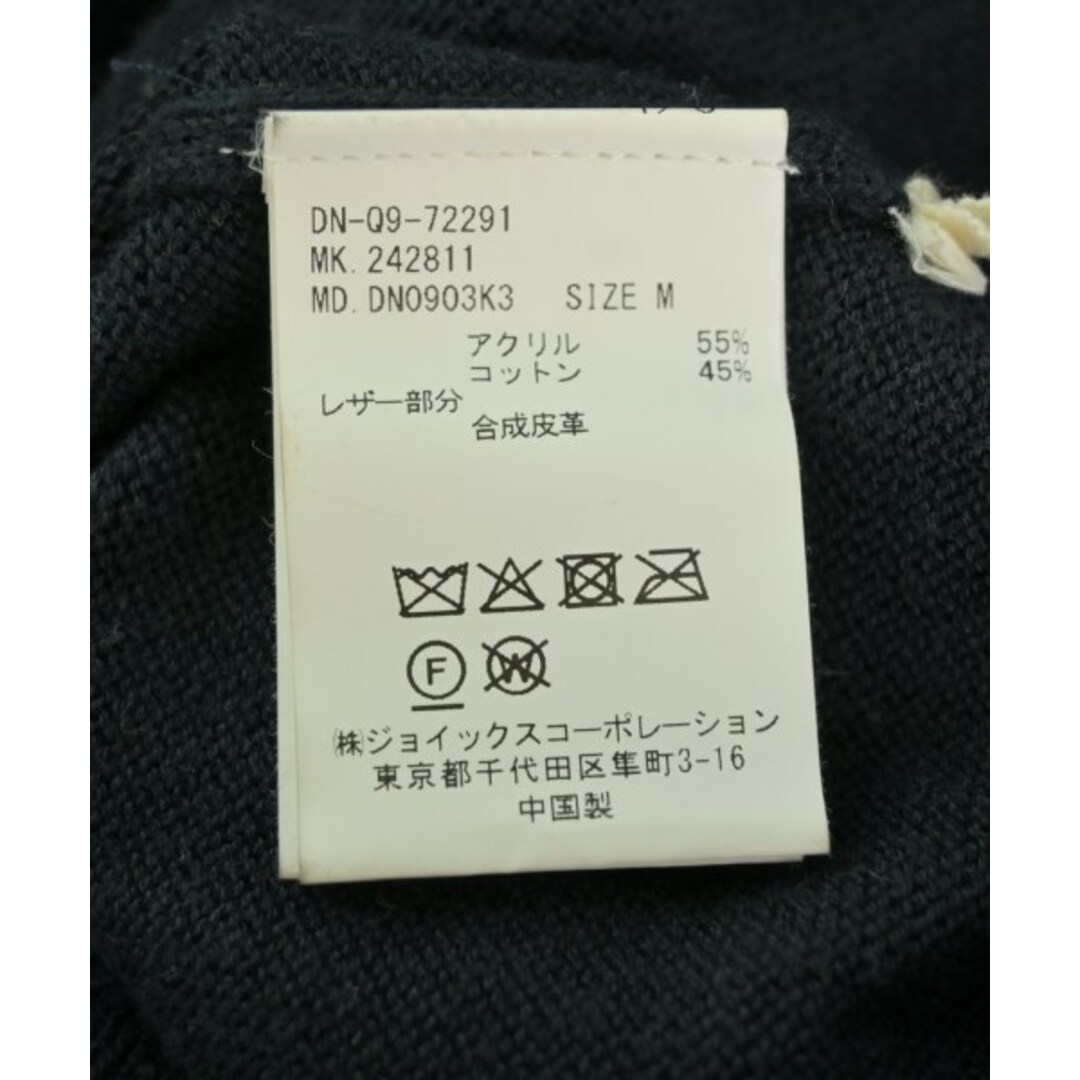 DN-Q9-72291
MK. 242811
MD. DN0903K3 SIZE M
アクリル 55%
コットン 45%
レザー部分
合成皮革
F W
㈱ジョイックスコーポレーション
東京都千代田区隼町3-16
中国製